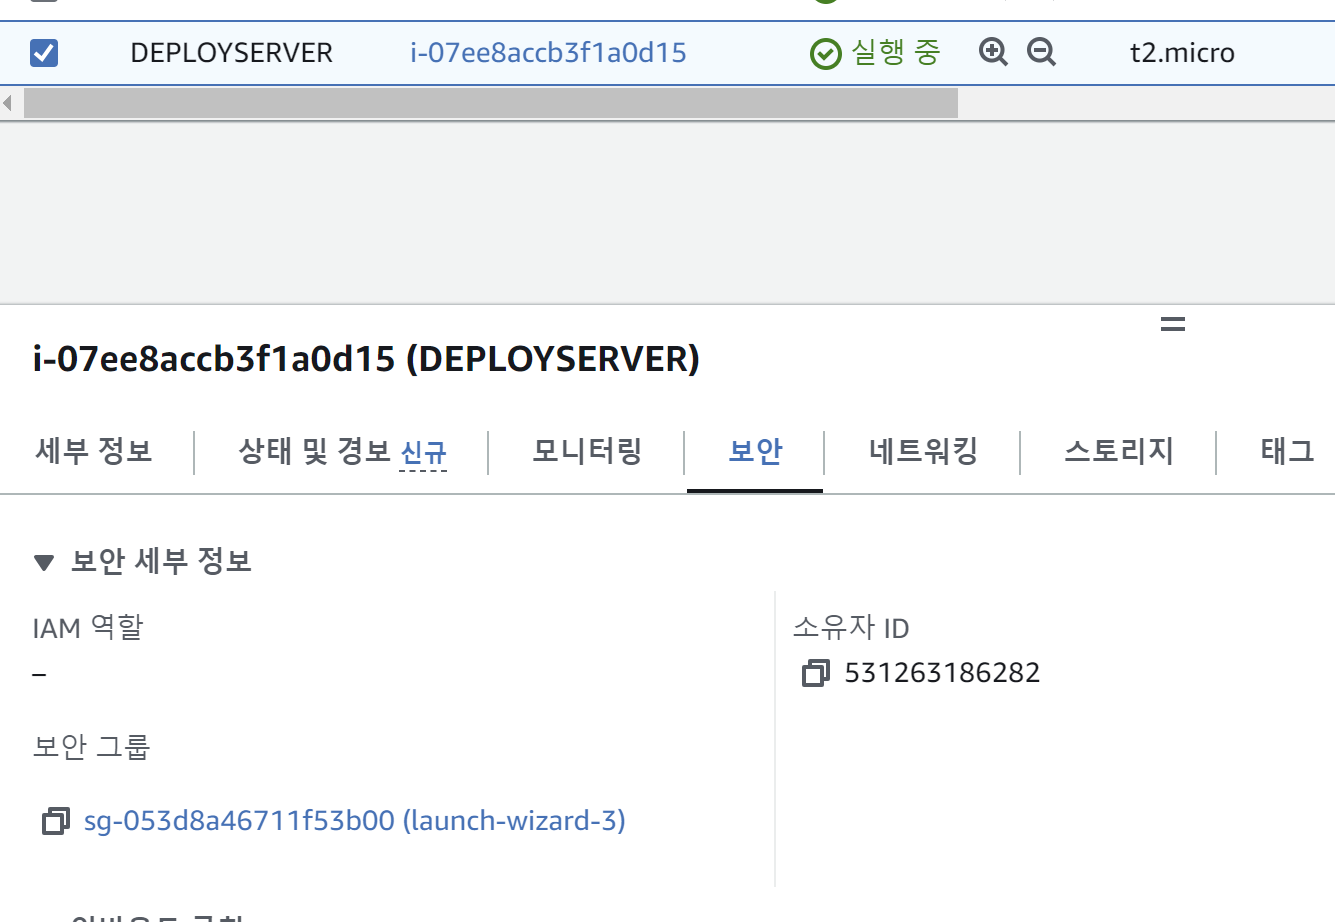 DEPLOYSERVER i-07ee8accb3f1a0d15 실행 중 t2.micro
i-07ee8accb3f1a0d15 (DEPLOYSERVER)
세부 정보 상태 및 경보 신규 모니터링 보안 네트워킹 스토리지 태그
보안 세부 정보
IAM 역할 소유자 ID
– 531263186282
보안 그룹
sg-053d8a46711f53b00 (launch-wizard-3)